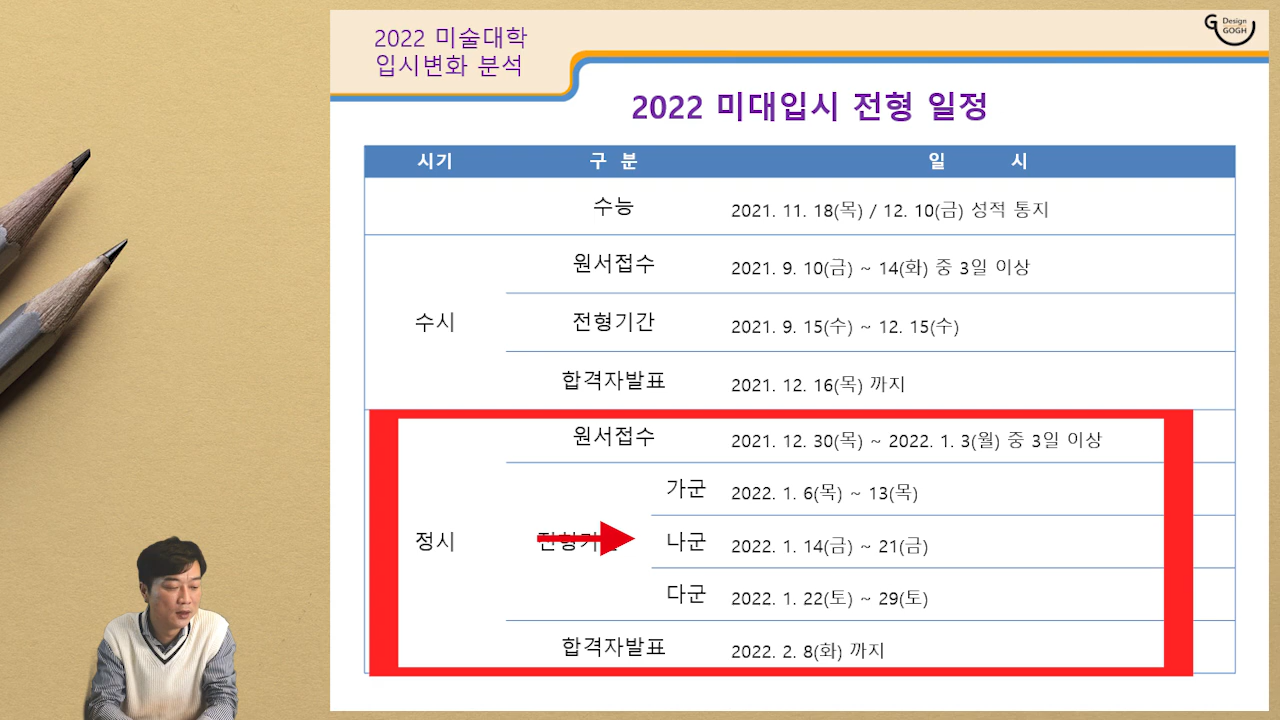 2022 미술대학
입시변화 분석
Design
GOGH
2022 미대입시 전형 일정
시기 구 분 일 시
수능 2021. 11. 18(목) / 12. 10(금) 성적 통지
수시
원서접수 2021. 9. 10(금) ~ 14(화) 중 3일 이상
전형기간 2021. 9. 15(수) ~ 12. 15(수)
합격자발표 2021. 12. 16(목) 까지
정시
원서접수 2021. 12. 30(목) ~ 2022. 1. 3(월) 중 3일 이상
가군 2022. 1. 6(목) ~ 13(목)
나군 2022. 1. 14(금) ~ 21(금)
다군 2022. 1. 22(토) ~ 29(토)
합격자발표 2022. 2. 8(화) 까지